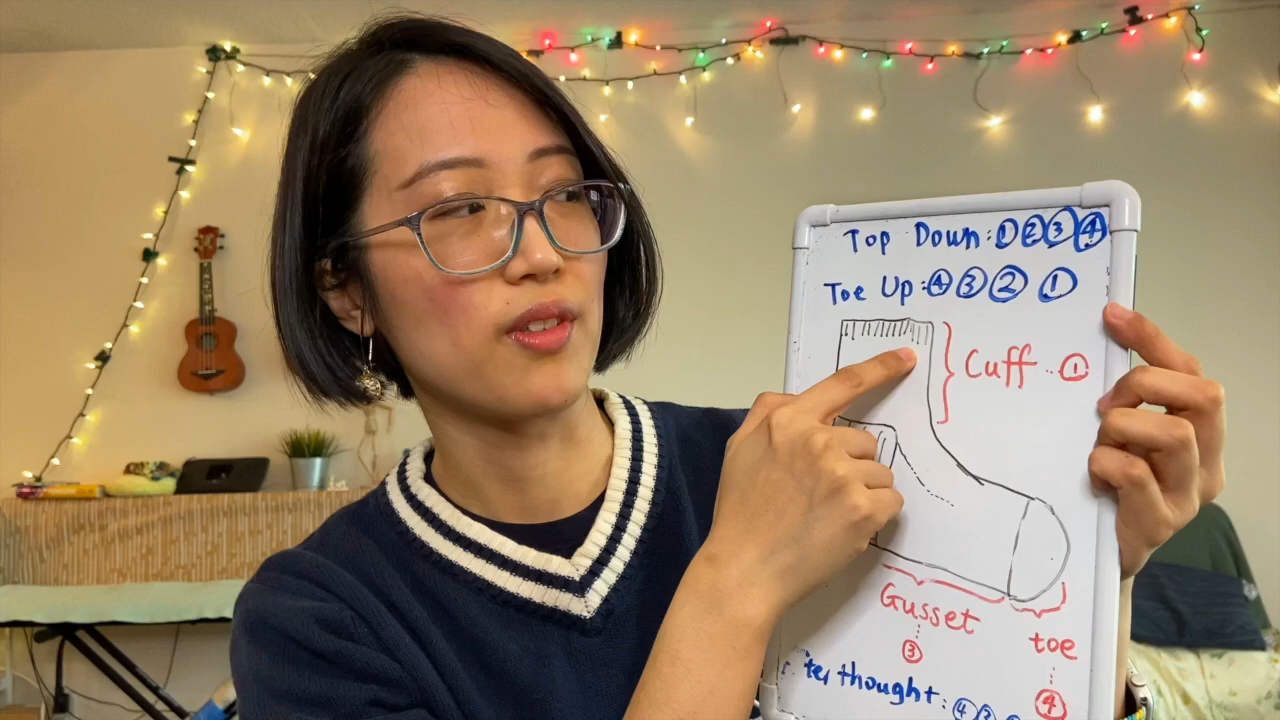 Top Down: ① ② ③ ④
Toe Up: ④ ③ ② ①
Cuff .. ①
Gusset
③
toe
④
thought: ④